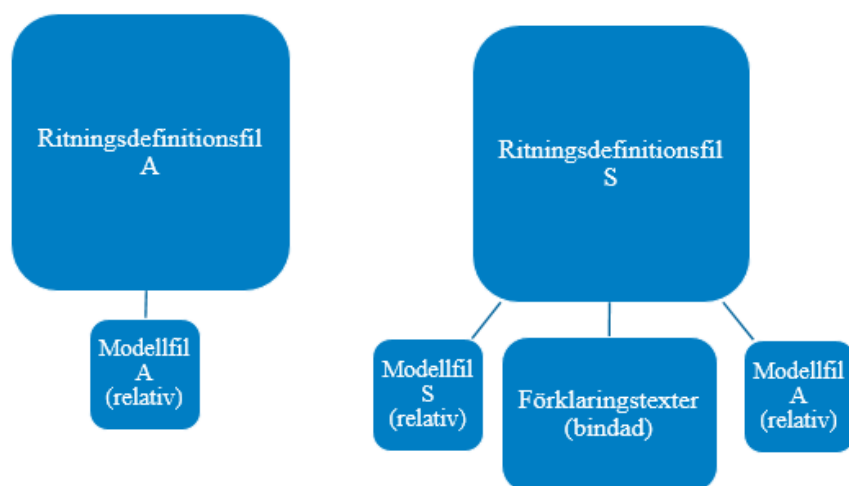 Ritningsdefinitionsfil
A
Modellfil
A
(relativ)
Ritningsdefinitionsfil
S
Modellfil
S
(relativ)
Förklaringstexter
(bindad)
Modellfil
A
(relativ)